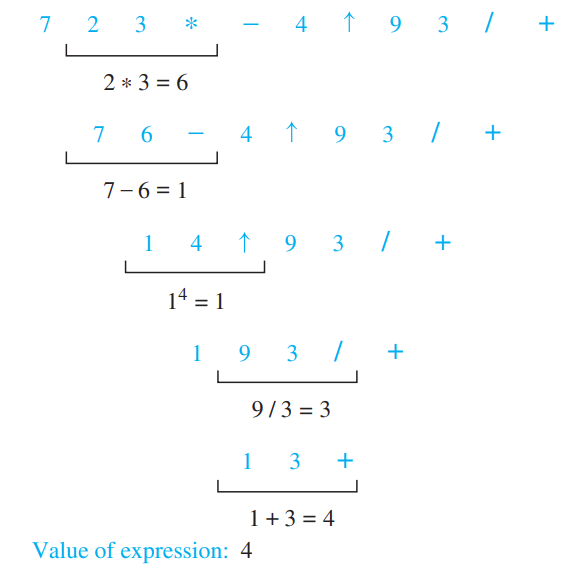 7 2 3 * − 4 ↑ 9 3 / +
2 * 3 = 6
7 6 − 4 ↑ 9 3 / +
7 − 6 = 1
1 4 ↑ 9 3 / +
1⁴ = 1
1 9 3 / +
9 / 3 = 3
1 3 +
1 + 3 = 4
Value of expression: 4